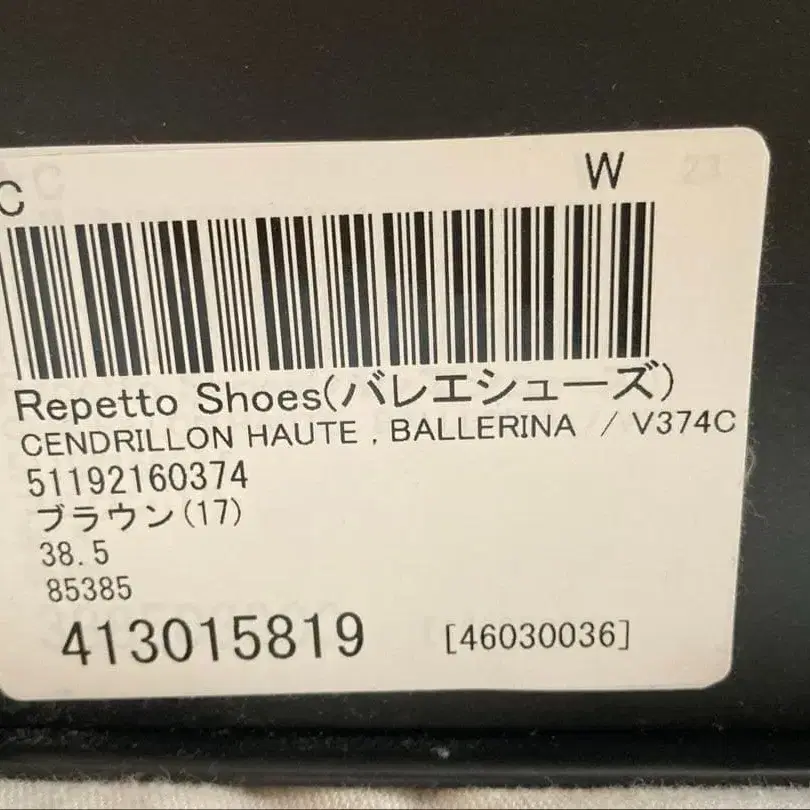 C W
Repetto Shoes(バレエシューズ)
CENDRILLON HAUTE , BALLERINA / V374C
51192160374
ブラウン(17)
38.5
85385
413015819 [46030036]